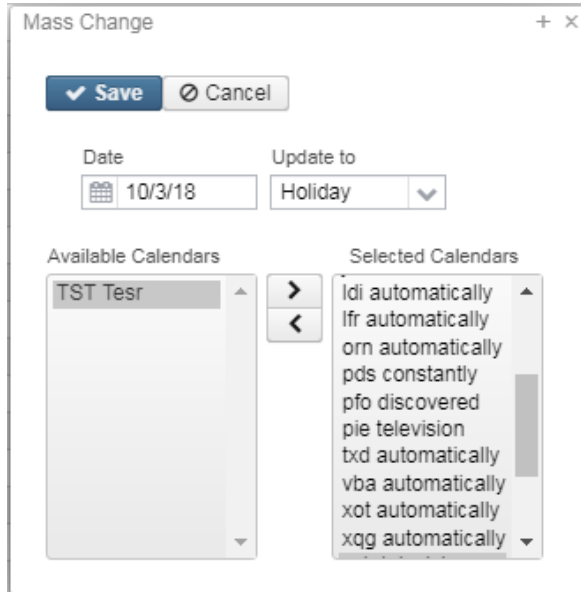 Mass Change
Save Cancel
Date Update to
10/3/18 Holiday
Available Calendars Selected Calendars
TST Tesr
ldi automatically
lfr automatically
orn automatically
pds constantly
pfo discovered
pie television
txd automatically
vba automatically
xot automatically
xqg automatically